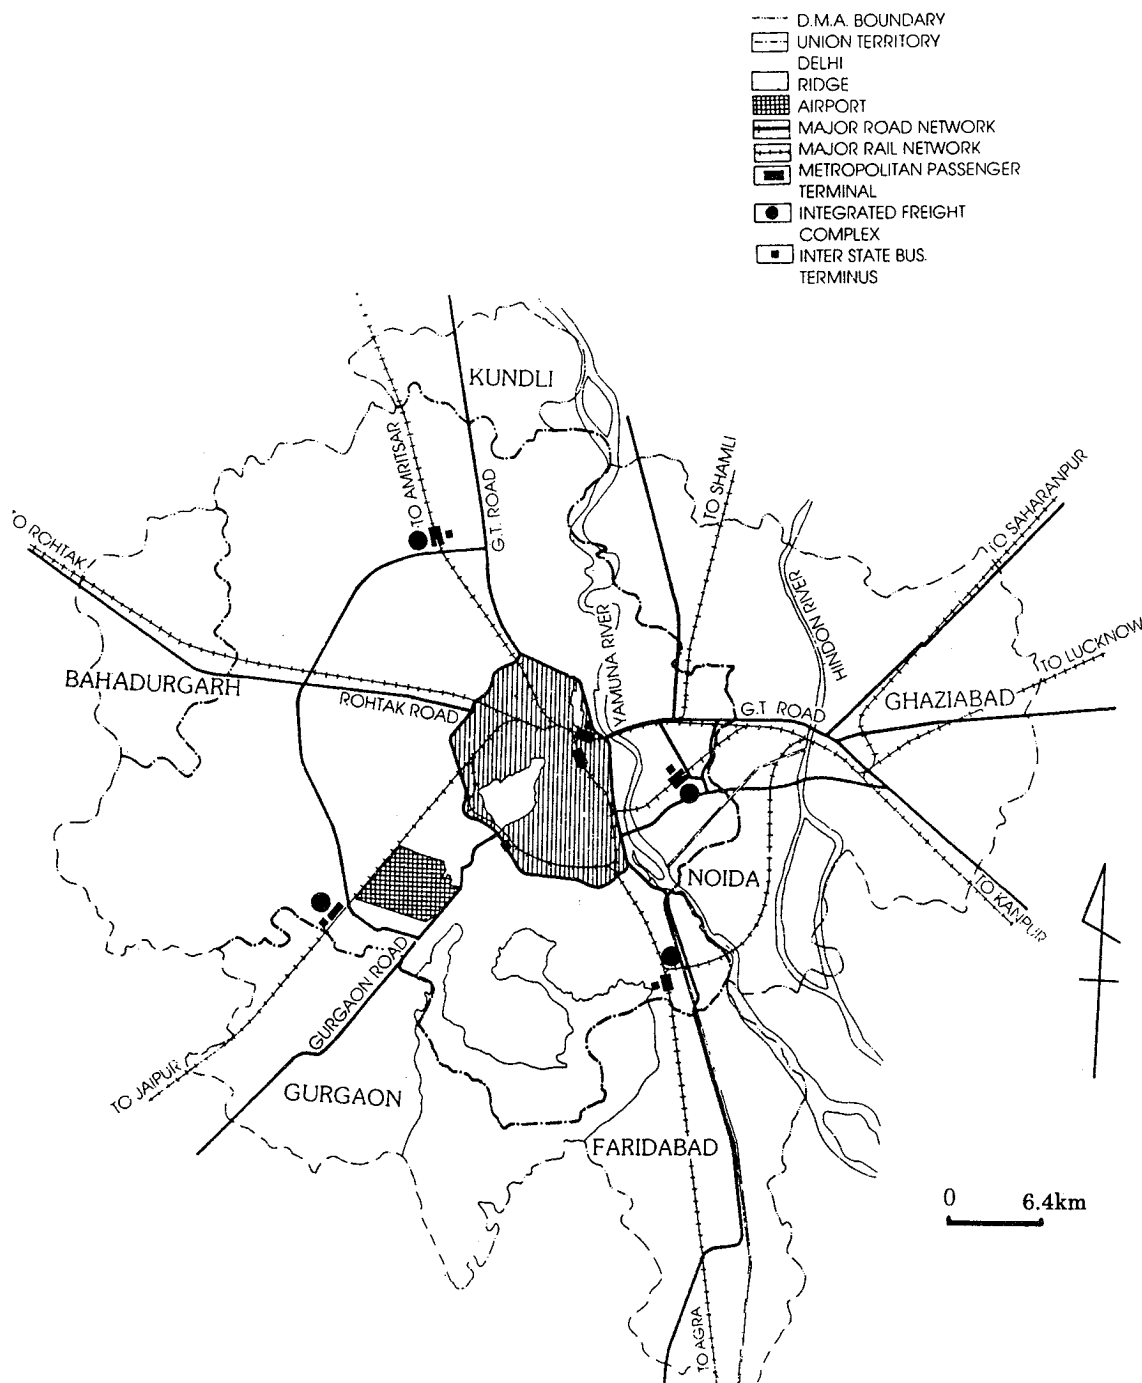 D.M.A. BOUNDARY
UNION TERRITORY
DELHI
RIDGE
AIRPORT
MAJOR ROAD NETWORK
MAJOR RAIL NETWORK
METROPOLITAN PASSENGER
TERMINAL
INTEGRATED FREIGHT
COMPLEX
INTER STATE BUS.
TERMINUS
KUNDLI
TO AMRITSAR
G.T. ROAD
TO SHAMLI
TO SAHARANPUR
TO ROHTAK
HINDON RIVER
YAMUNA RIVER
TO LUCKNOW
BAHADURGARH
ROHTAK ROAD
G.T. ROAD
GHAZIABAD
NOIDA
TO KANPUR
GURGAON ROAD
TO JAIPUR
GURGAON
FARIDABAD
0 6.4km
TO AGRA